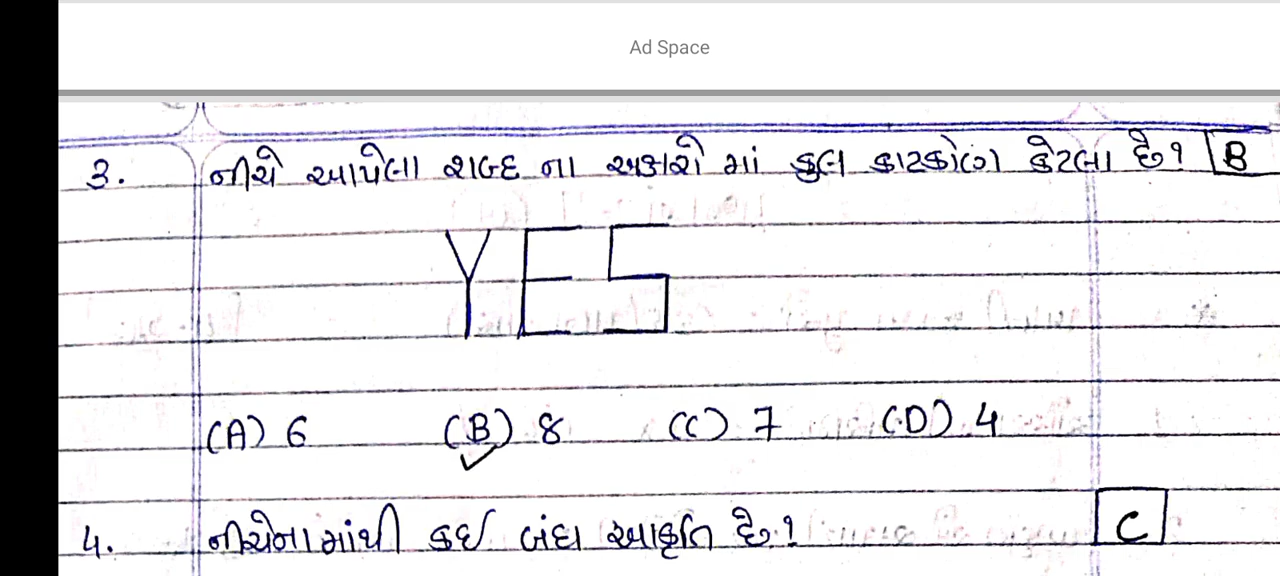 Ad Space
3. નીચે આપેલા શબ્દ ના અક્ષરો માં કુલ કાટકોણ કેટલા છે? B
YES
(A) 6 (B) 8 (C) 7 (D) 4
4. નીચેનામાંથી કઈ બંધ આકૃતિ છે? C